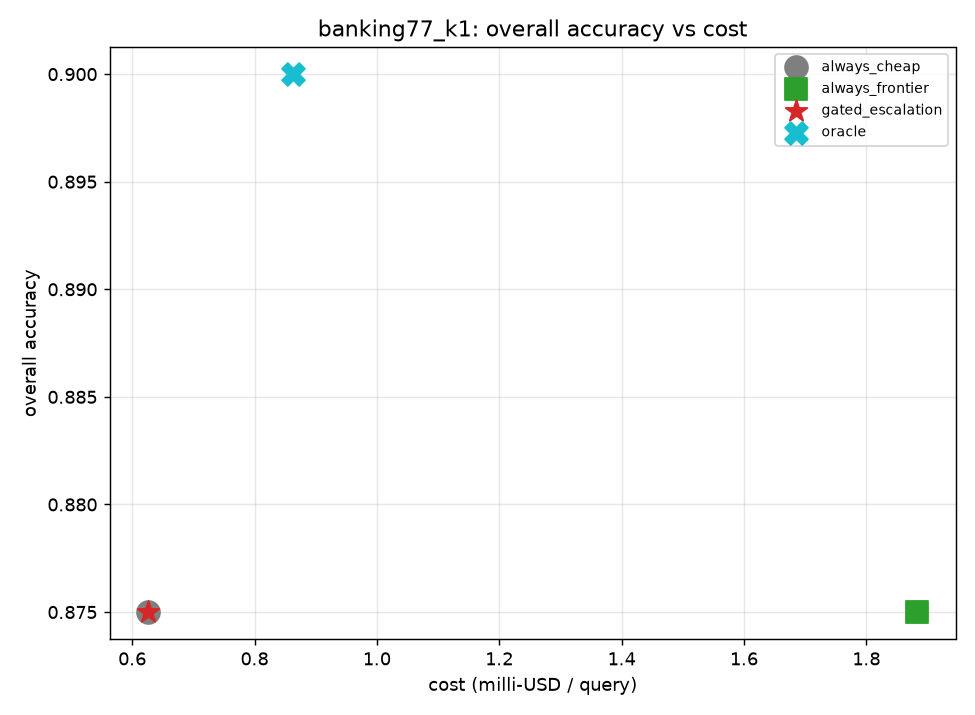 banking77_k1: overall accuracy vs cost
always_cheap
always_frontier
gated_escalation
oracle
overall accuracy
0.900
0.895
0.890
0.885
0.880
0.875
0.6 0.8 1.0 1.2 1.4 1.6 1.8
cost (milli-USD / query)